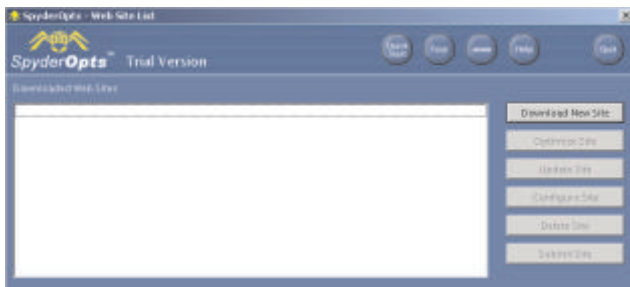 SpyderOpts - Web Site List
SpyderOpts™ Trial Version
Quick Start
Help
Quit
Downloaded Web Sites
Download New Site
Optimize Site
Update Site
Configure Site
Delete Site
Submit Site